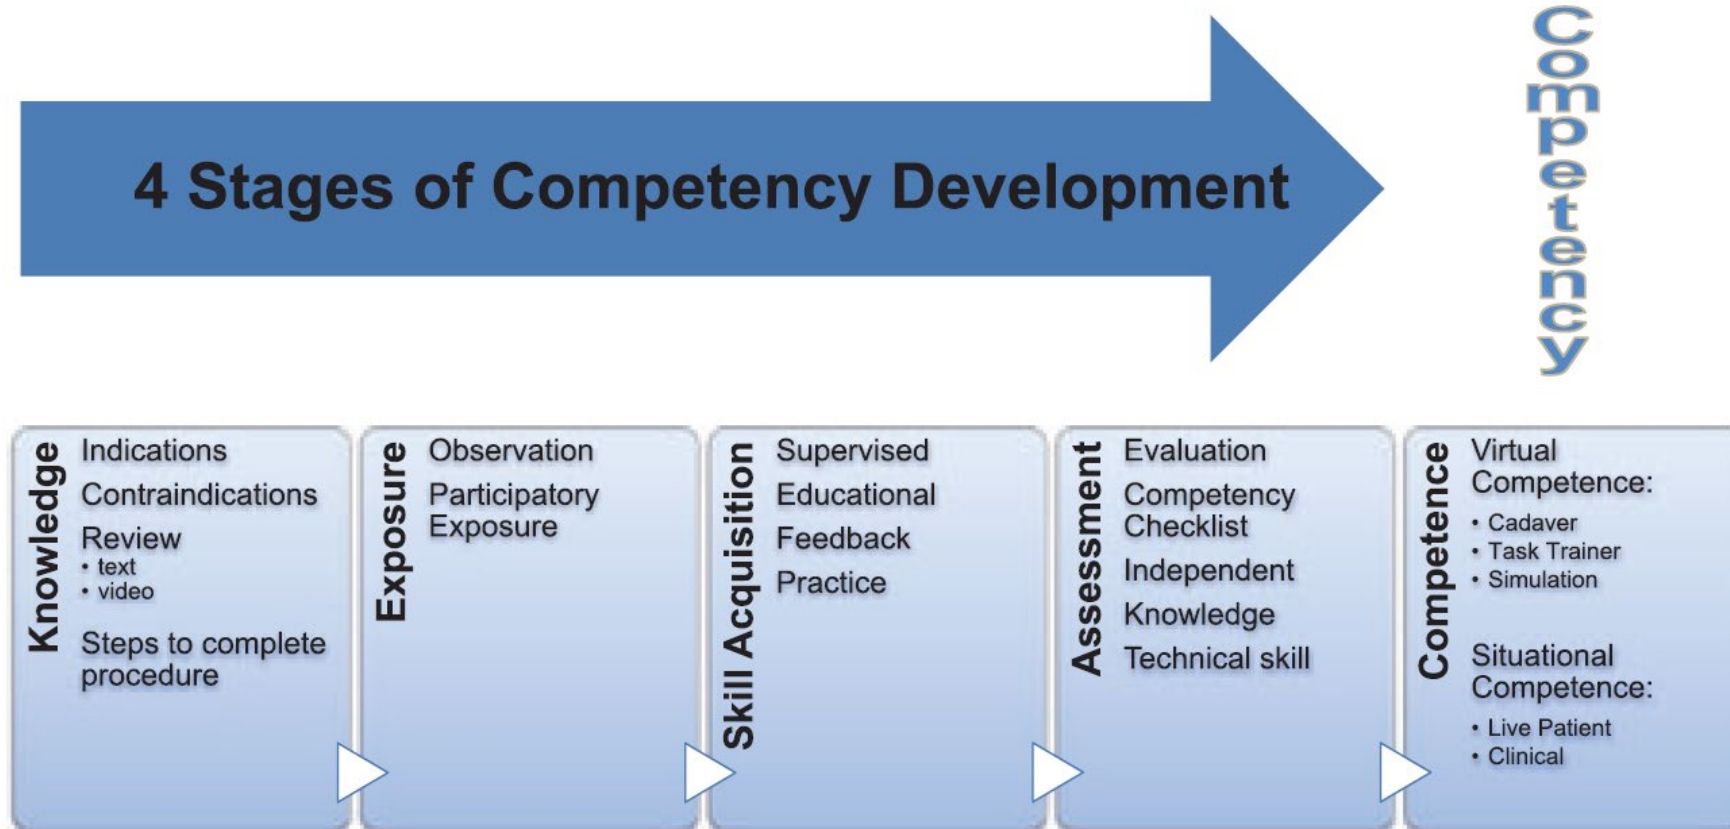 4 Stages of Competency Development
Competency
Knowledge
Indications
Contraindications
Review
• text
• video
Steps to complete
procedure
Exposure
Observation
Participatory
Exposure
Skill Acquisition
Supervised
Educational
Feedback
Practice
Assessment
Evaluation
Competency
Checklist
Independent
Knowledge
Technical skill
Competence
Virtual
Competence:
• Cadaver
• Task Trainer
• Simulation
Situational
Competence:
• Live Patient
• Clinical